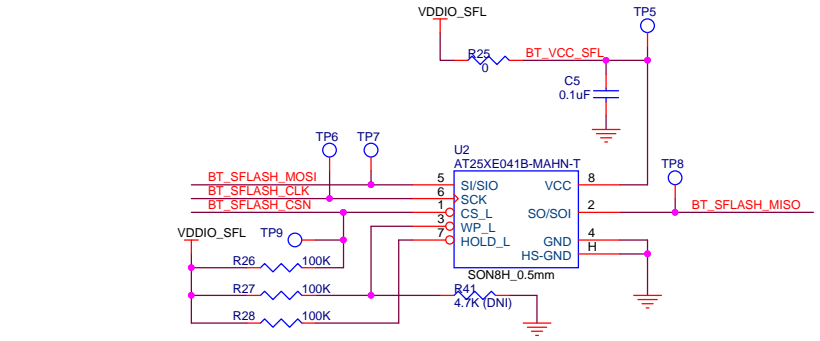 VDDIO_SFL
TP5
R25
0
BT_VCC_SFL
C5
0.1uF
TP6
TP7
U2
AT25XE041B-MAHN-T
TP8
BT_SFLASH_MOSI
5
SI/SIO
VCC
8
BT_SFLASH_CLK
6
SCK
BT_SFLASH_CSN
1
CS_L
SO/SOI
2
BT_SFLASH_MISO
3
WP_L
VDDIO_SFL
TP9
7
HOLD_L
GND
4
HS-GND
H
R26
100K
SON8H_0.5mm
R27
100K
R41
4.7K (DNI)
R28
100K